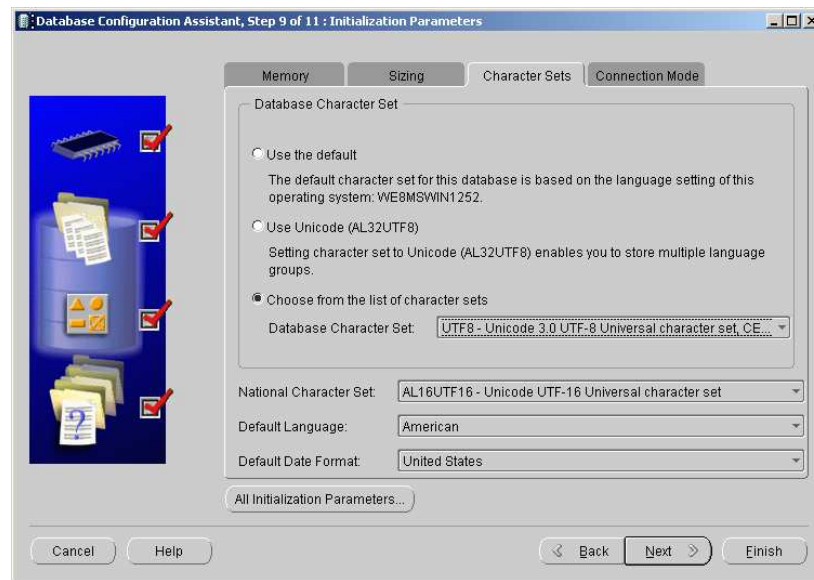 Database Configuration Assistant, Step 9 of 11 : Initialization Parameters
Memory Sizing Character Sets Connection Mode
Database Character Set
Use the default
The default character set for this database is based on the language setting of this
operating system: WE8MSWIN1252.
Use Unicode (AL32UTF8)
Setting character set to Unicode (AL32UTF8) enables you to store multiple language
groups.
Choose from the list of character sets
Database Character Set: UTF8 - Unicode 3.0 UTF-8 Universal character set, CE...
National Character Set: AL16UTF16 - Unicode UTF-16 Universal character set
Default Language: American
Default Date Format: United States
All Initialization Parameters...
Cancel Help Back Next Finish